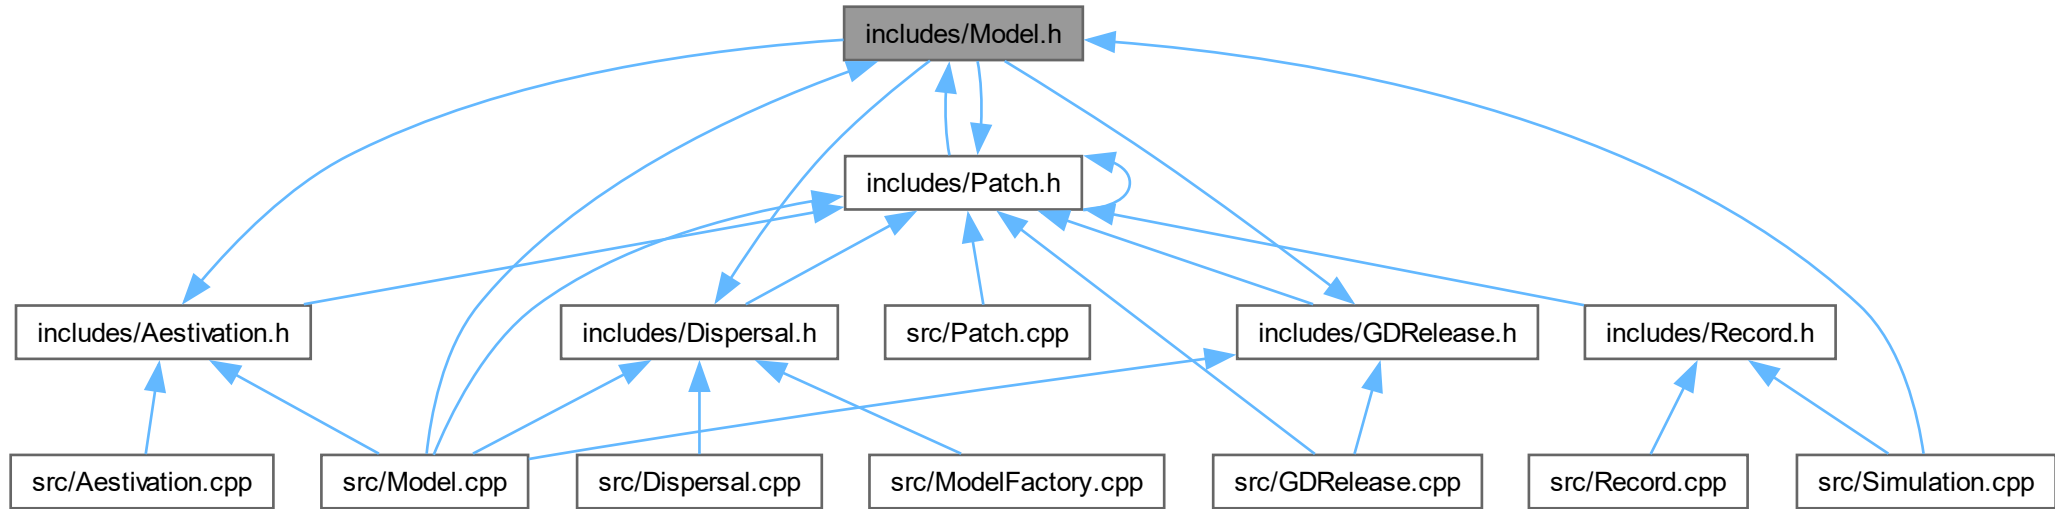 includes/Model.h
includes/Patch.h
includes/Aestivation.h
includes/Dispersal.h
src/Patch.cpp
includes/GDRelease.h
includes/Record.h
src/Aestivation.cpp
src/Model.cpp
src/Dispersal.cpp
src/ModelFactory.cpp
src/GDRelease.cpp
src/Record.cpp
src/Simulation.cpp